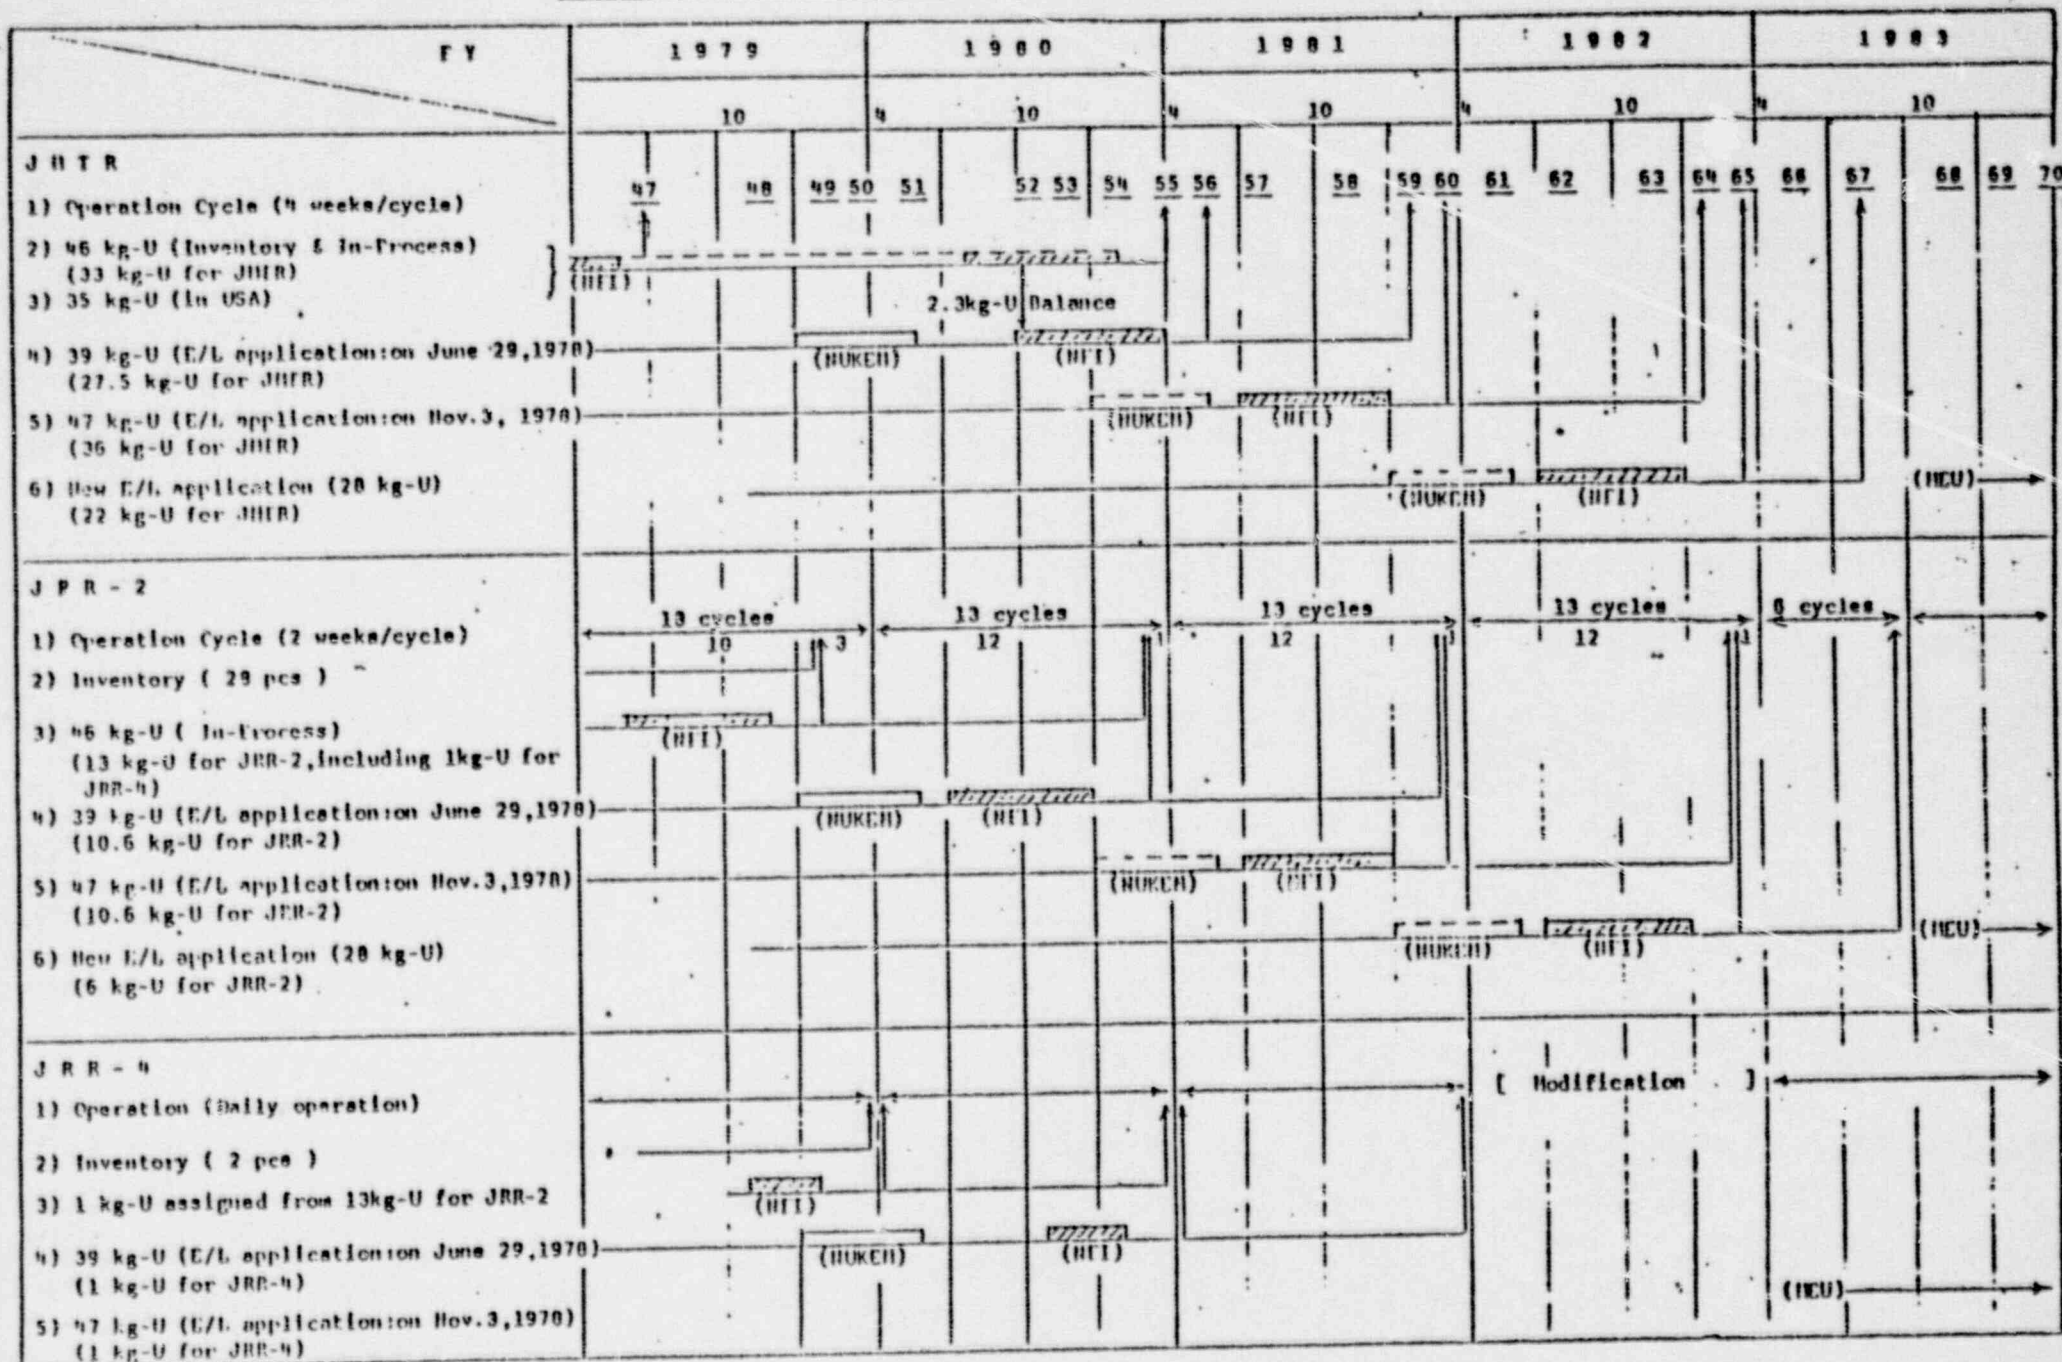 FY 1979 1980 1981 1982 1983
10 4 10 4 10 4 10 4 10
J M T R
47 48 49 50 51 52 53 54 55 56 57 58 59 60 61 62 63 64 65 66 67 68 69 70
1) Operation Cycle (4 weeks/cycle)
2) 46 kg-U (Inventory & In-Process)
(33 kg-U for JMTR)
(NFI)
3) 35 kg-U (in USA)
2.3kg-U Balance
4) 39 kg-U (E/L application:on June 29,1978)
(NUKEM) (NFI)
(27.5 kg-U for JMTR)
5) 47 kg-U (E/L application:on Nov.3, 1978)
(NUKEM) (NFI)
(36 kg-U for JMTR)
6) New E/L application (28 kg-U)
(NUKEM) (NFI) (MEU)
(22 kg-U for JMTR)
J R R - 2
13 cycles 13 cycles 13 cycles 13 cycles 6 cycles
1) Operation Cycle (2 weeks/cycle)
10 3 12 1 12 1 12 1
2) Inventory ( 29 pcs )
3) 46 kg-U ( In-Process)
(NFI)
(13 kg-U for JRR-2,including 1kg-U for
JRR-4)
4) 39 kg-U (E/L application:on June 29,1978)
(NUKEM) (NFI)
(10.6 kg-U for JRR-2)
5) 47 kg-U (E/L application:on Nov.3,1978)
(NUKEM) (NFI)
(10.6 kg-U for JRR-2)
6) New E/L application (28 kg-U)
(NUKEM) (NFI) (MEU)
(6 kg-U for JRR-2)
J R R - 4
[ Modification ]
1) Operation (Daily operation)
2) Inventory ( 2 pcs )
3) 1 kg-U assigned from 13kg-U for JRR-2
(NFI)
4) 39 kg-U (E/L application:on June 29,1978)
(NUKEM) (NFI)
(1 kg-U for JRR-4)
(MEU)
5) 47 kg-U (E/L application:on Nov.3,1978)
(1 kg-U for JRR-4)